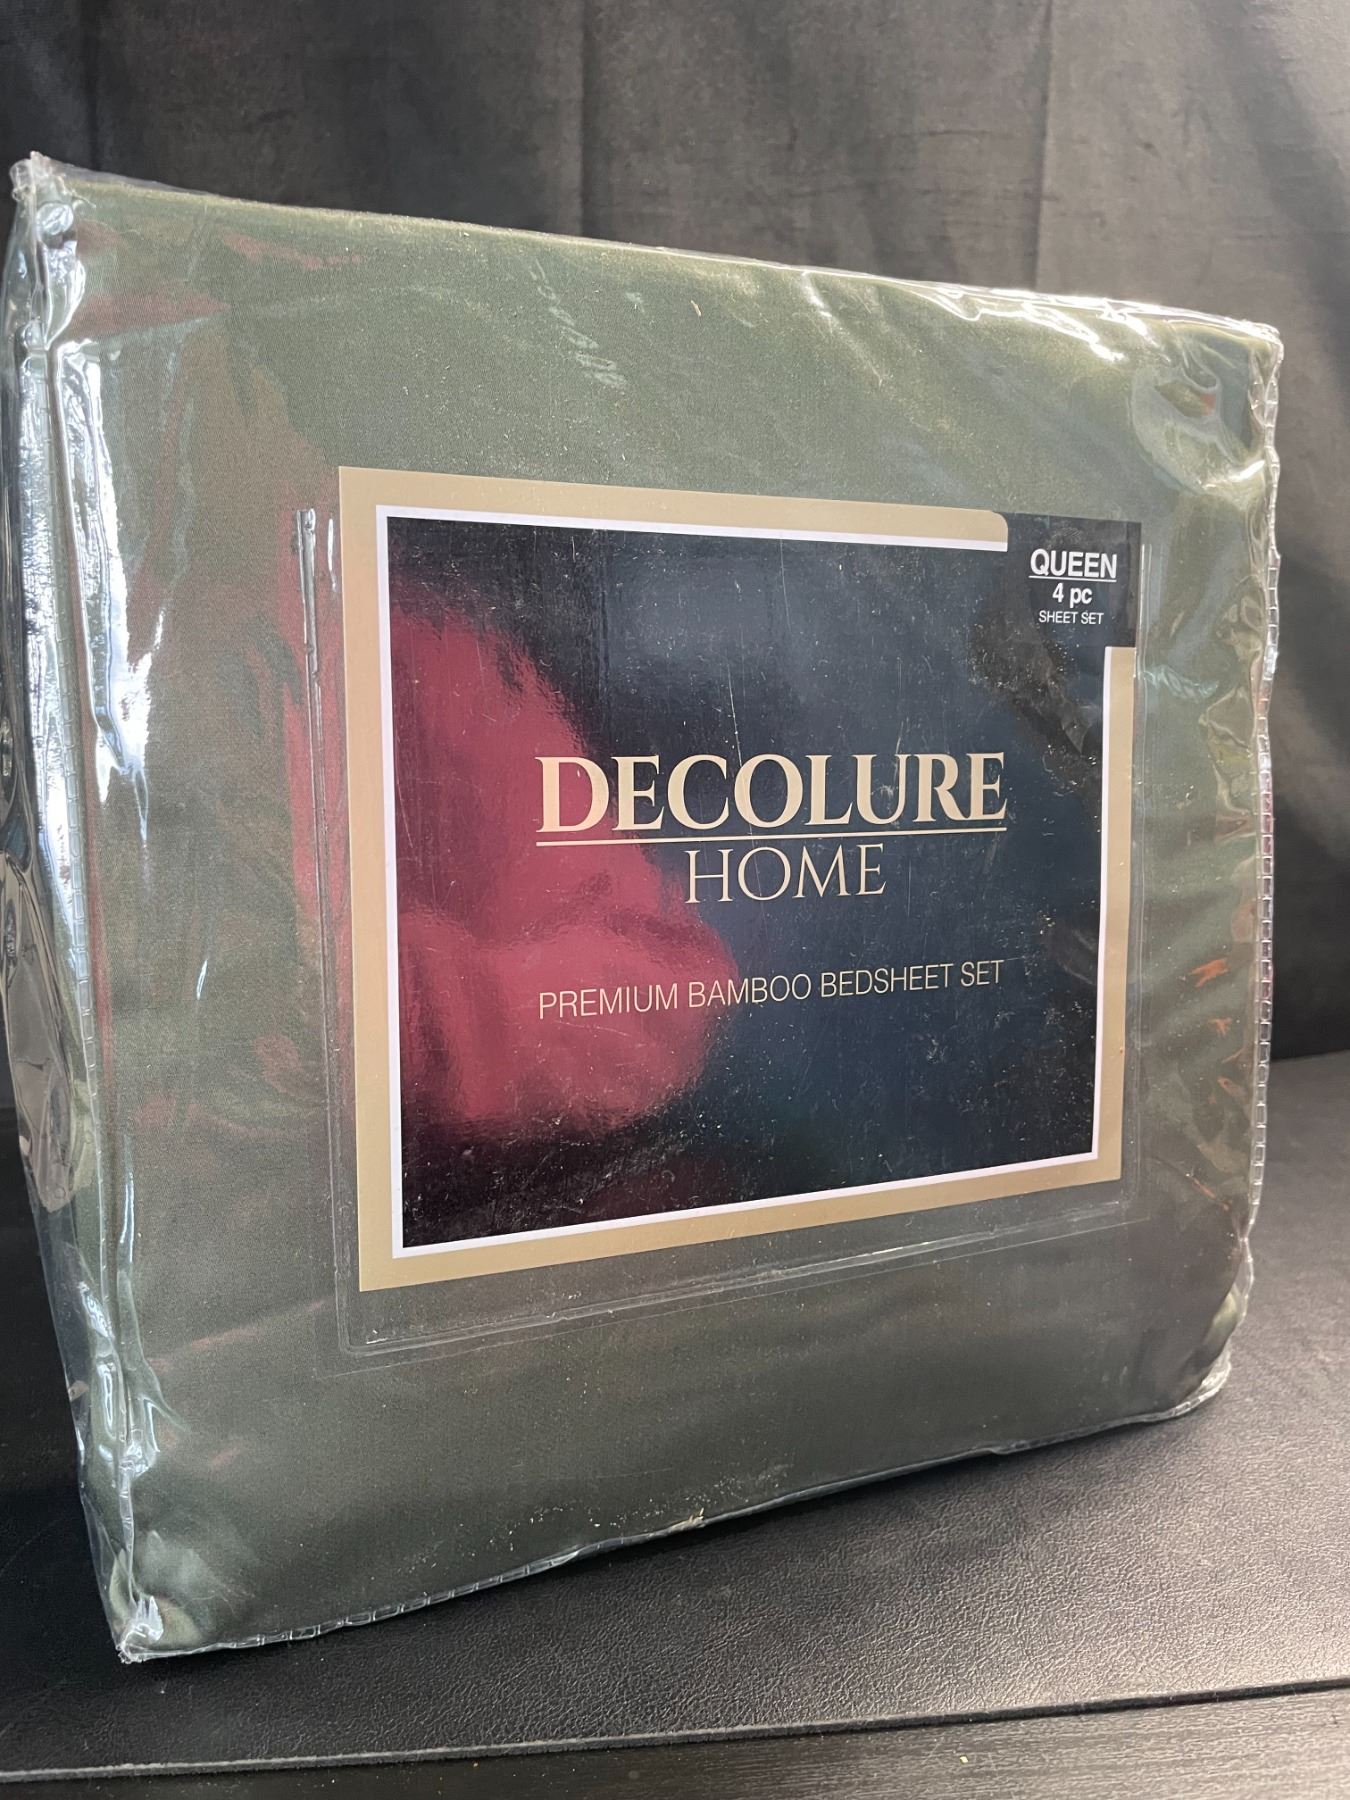 QUEEN
4 pc
SHEET SET
DECOLURE
HOME
PREMIUM BAMBOO BEDSHEET SET